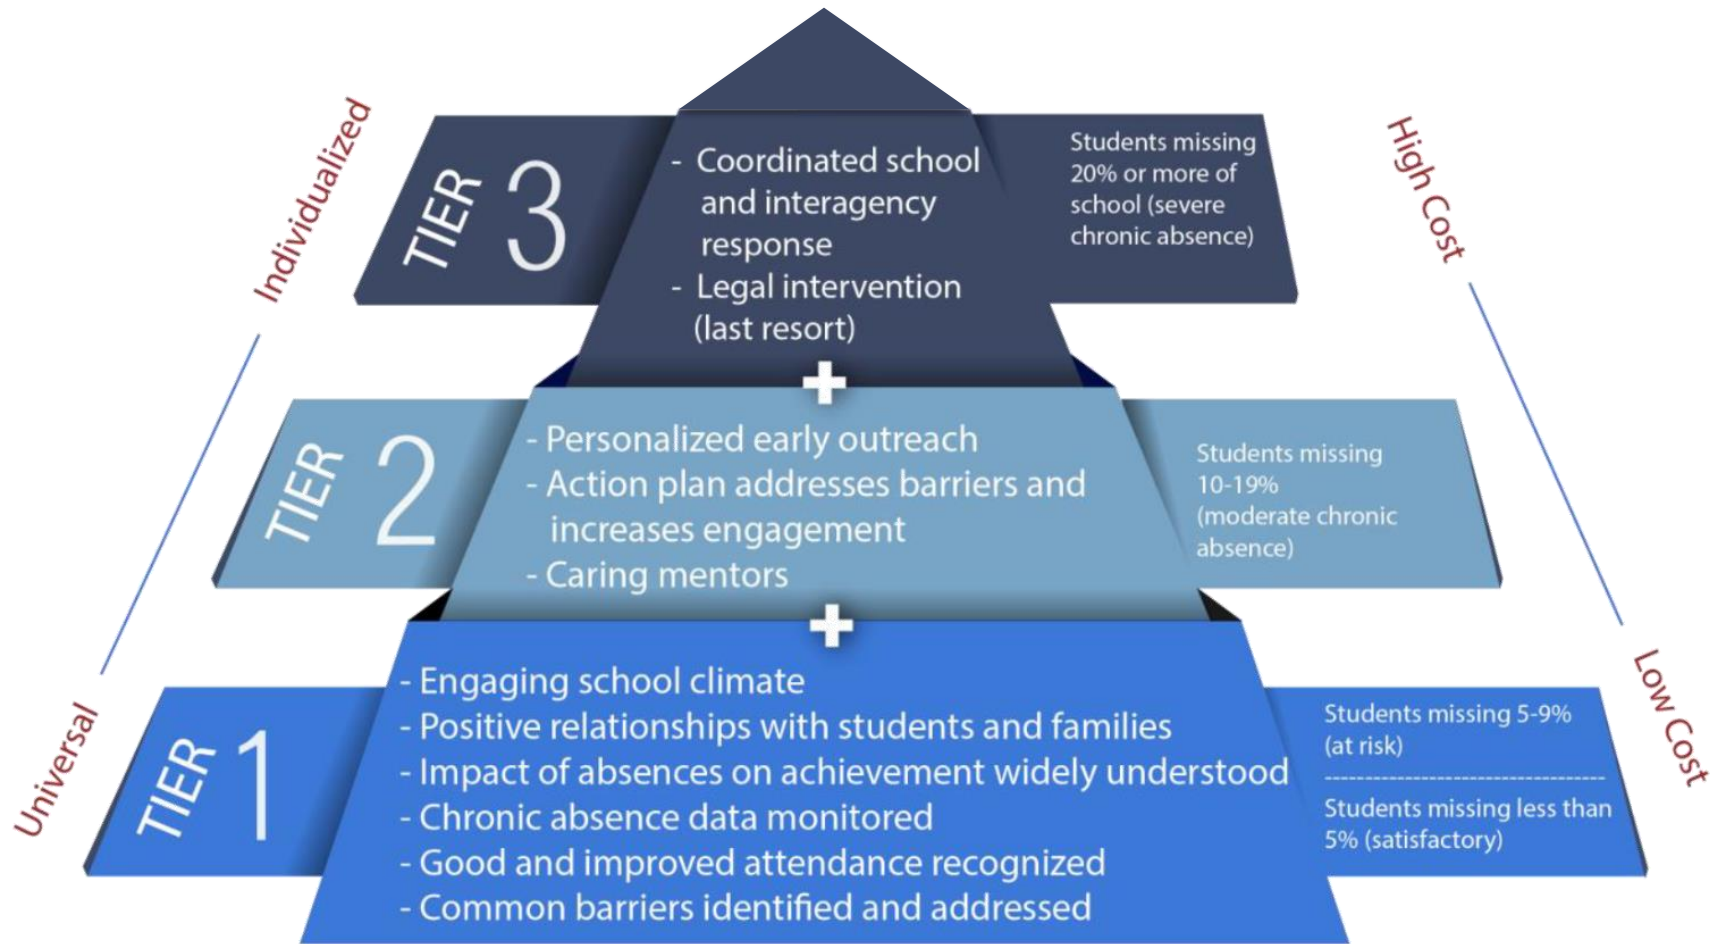 Individualized
Universal
High Cost
Low Cost
TIER 3
- Coordinated school
and interagency
response
- Legal intervention
(last resort)
Students missing
20% or more of
school (severe
chronic absence)
+
TIER 2
- Personalized early outreach
- Action plan addresses barriers and
increases engagement
- Caring mentors
Students missing
10-19%
(moderate chronic
absence)
+
TIER 1
- Engaging school climate
- Positive relationships with students and families
- Impact of absences on achievement widely understood
- Chronic absence data monitored
- Good and improved attendance recognized
- Common barriers identified and addressed
Students missing 5-9%
(at risk)
Students missing less than
5% (satisfactory)